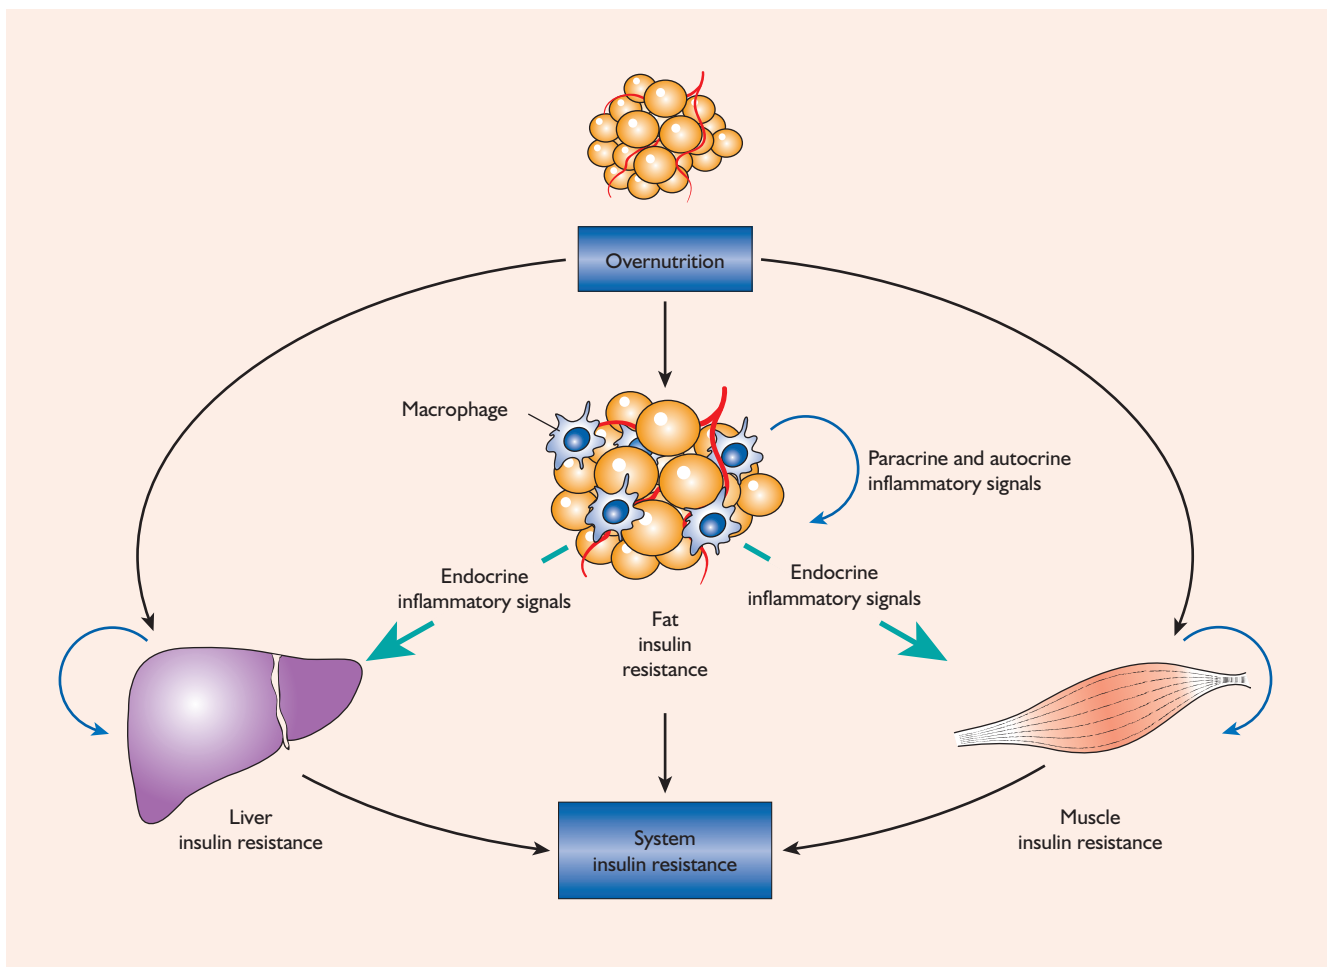 Overnutrition
Macrophage
Paracrine and autocrine
inflammatory signals
Endocrine
inflammatory signals
Endocrine
inflammatory signals
Fat
insulin
resistance
Liver
insulin resistance
System
insulin resistance
Muscle
insulin resistance